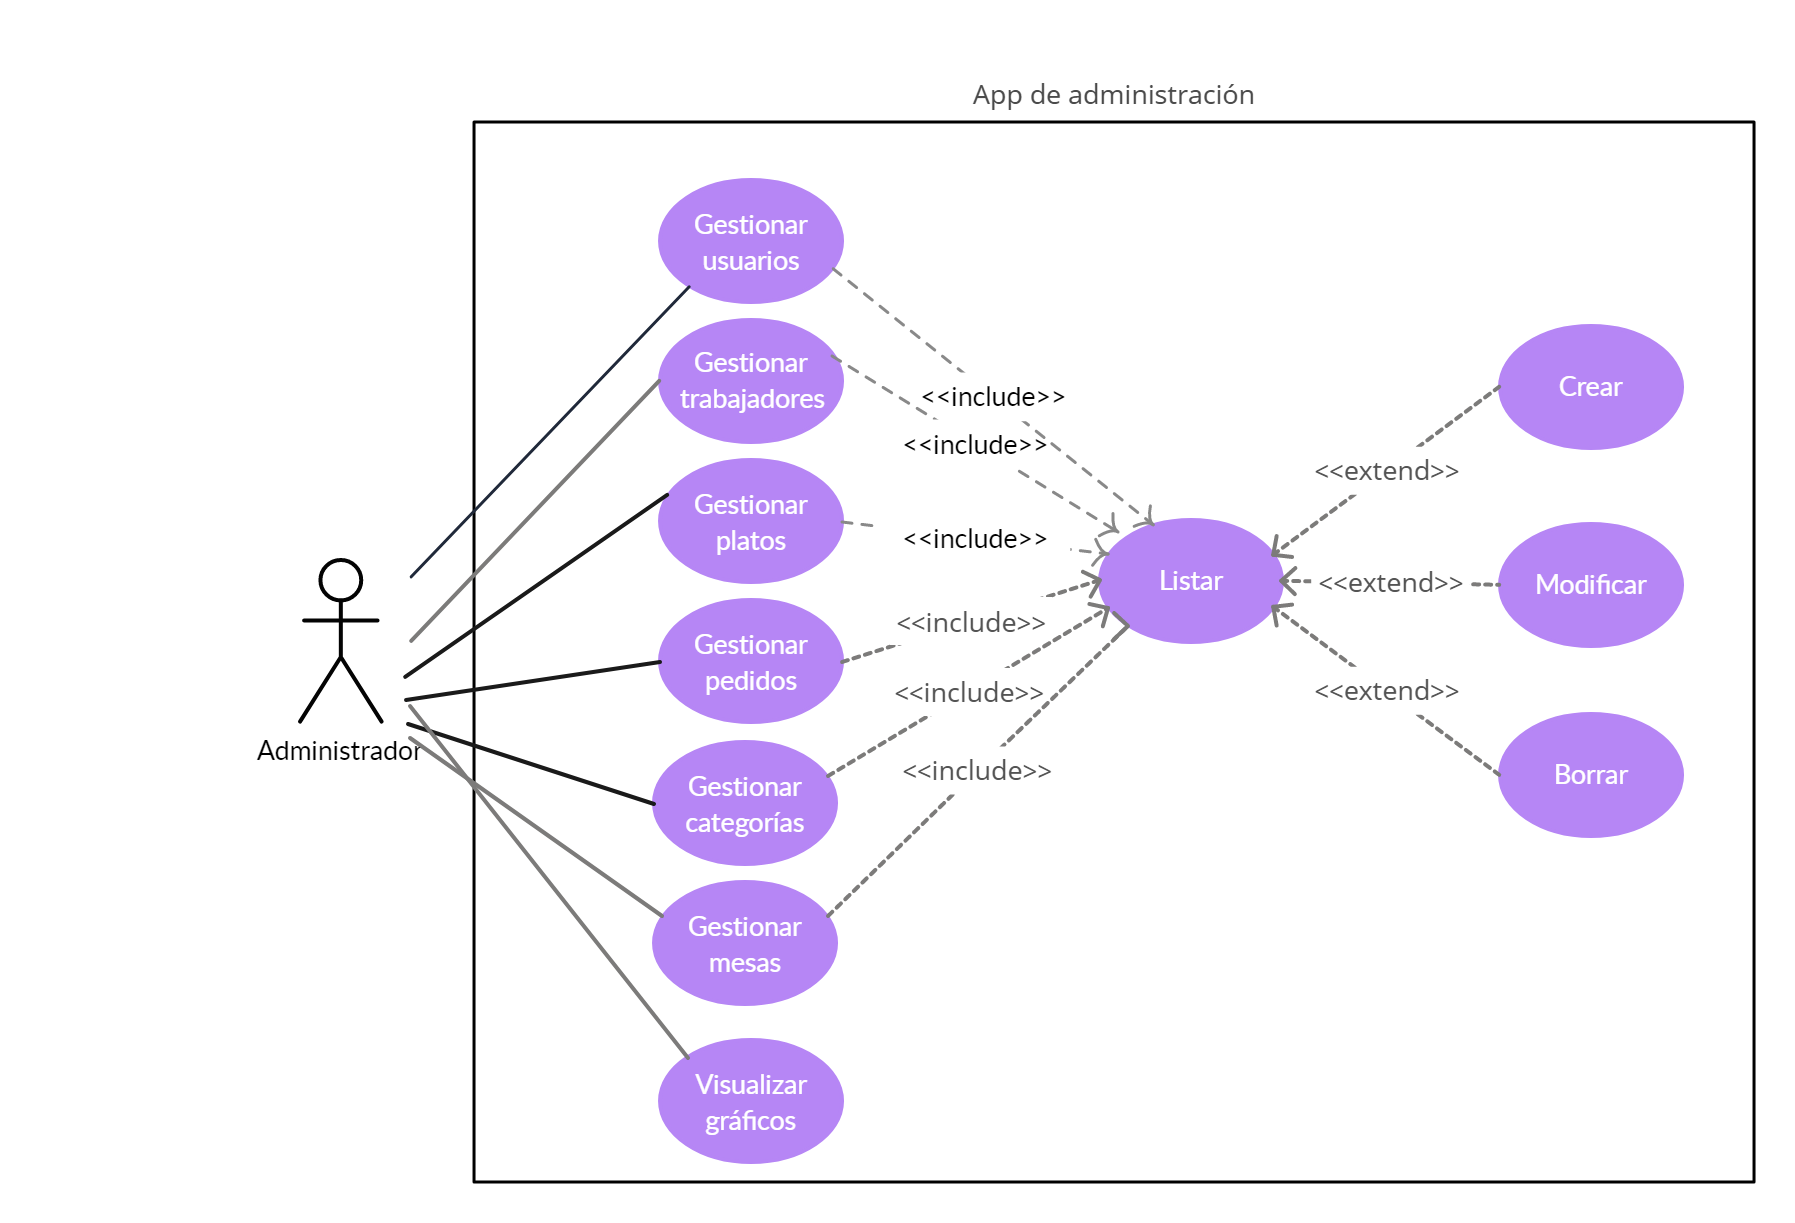 App de administración
Gestionar
usuarios
Gestionar
trabajadores
<<include>>
Crear
<<include>>
<<extend>>
Gestionar
platos
<<include>>
Listar
<<extend>>
Modificar
<<include>>
Gestionar
pedidos
<<include>>
<<extend>>
Administrador
<<include>>
Borrar
Gestionar
categorías
Gestionar
mesas
Visualizar
gráficos